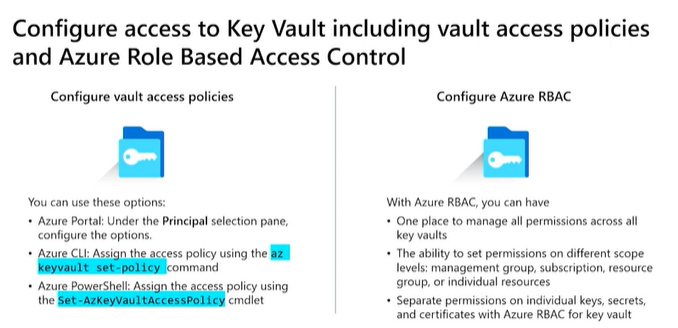 Configure access to Key Vault including vault access policies
and Azure Role Based Access Control
Configure vault access policies
You can use these options:
• Azure Portal: Under the Principal selection pane,
configure the options.
• Azure CLI: Assign the access policy using the az
keyvault set-policy command
• Azure PowerShell: Assign the access policy using
the Set-AzKeyVaultAccessPolicy cmdlet
Configure Azure RBAC
With Azure RBAC, you can have
• One place to manage all permissions across all
key vaults
• The ability to set permissions on different scope
levels: management group, subscription, resource
group, or individual resources
• Separate permissions on individual keys, secrets,
and certificates with Azure RBAC for key vault